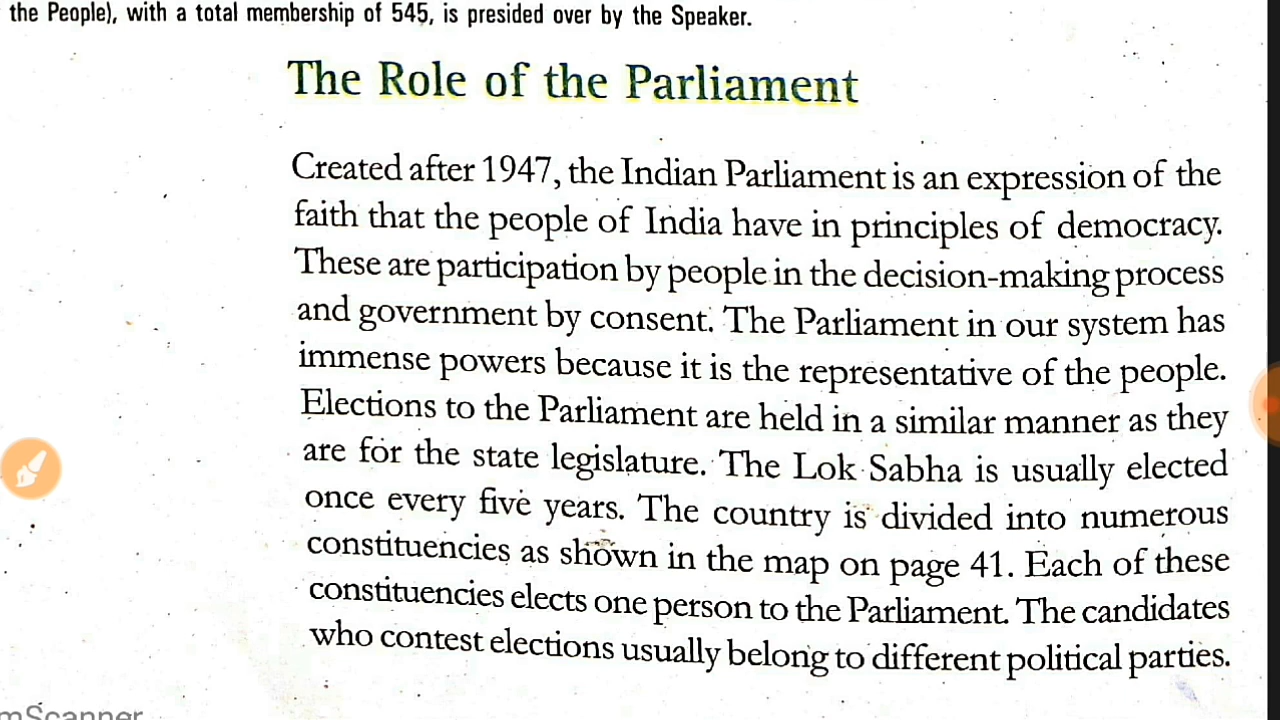 the People), with a total membership of 545, is presided over by the Speaker.
The Role of the Parliament
Created after 1947, the Indian Parliament is an expression of the
faith that the people of India have in principles of democracy.
These are participation by people in the decision-making process
and government by consent. The Parliament in our system has
immense powers because it is the representative of the people.
Elections to the Parliament are held in a similar manner as they
are for the state legislature. The Lok Sabha is usually elected
once every five years. The country is divided into numerous
constituencies as shown in the map on page 41. Each of these
constituencies elects one person to the Parliament. The candidates
who contest elections usually belong to different political parties.
mScanner